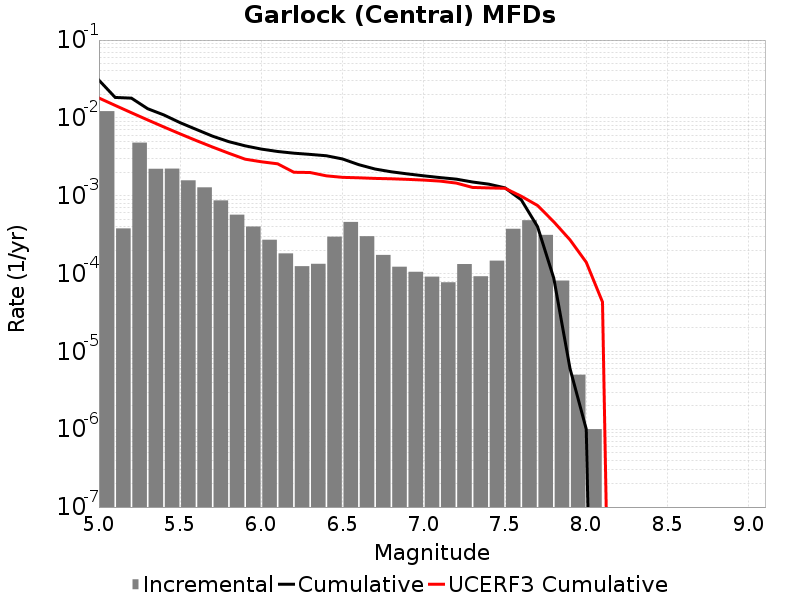 Garlock (Central) MFDs
10-1
10-2
10-3
10-4
10-5
10-6
10-7
Rate (1/yr)
5.0 5.5 6.0 6.5 7.0 7.5 8.0 8.5 9.0
Magnitude
Incremental Cumulative UCERF3 Cumulative